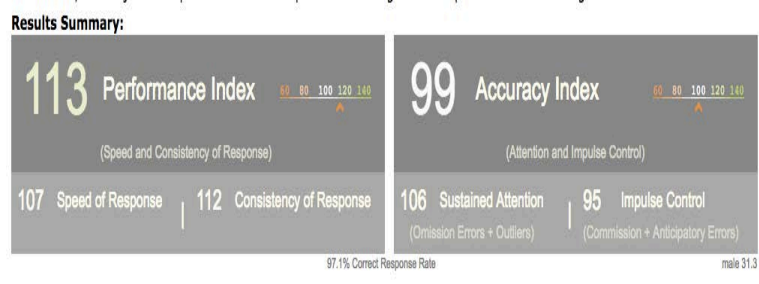 Results Summary:
113 Performance Index 60 80 100 120 140
(Speed and Consistency of Response)
107 Speed of Response | 112 Consistency of Response
99 Accuracy Index 60 80 100 120 140
(Attention and Impulse Control)
106 Sustained Attention | 95 Impulse Control
(Omission Errors + Outliers) (Commission + Anticipatory Errors)
97.1% Correct Response Rate
male 31.3